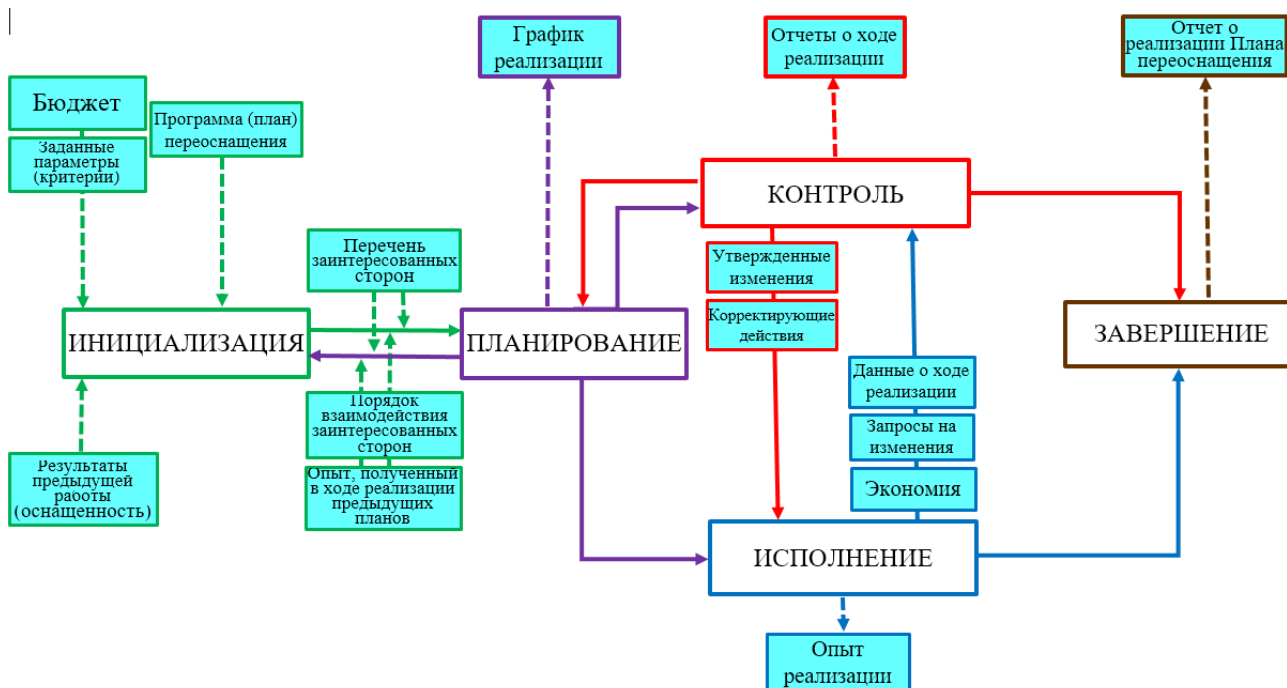 График
реализации
Отчеты о ходе
реализации
Отчет о
реализации Плана
переоснащения
Бюджет
Заданные
параметры
(критерии)
Программа (план)
переоснащения
КОНТРОЛЬ
Перечень
заинтересованных
сторон
Утвержденные
изменения
Корректирующие
действия
ИНИЦИАЛИЗАЦИЯ
ПЛАНИРОВАНИЕ
ЗАВЕРШЕНИЕ
Данные о ходе
реализации
Порядок
взаимодействия
заинтересованных
сторон
Запросы на
изменения
Результаты
предыдущей
работы
(оснащенность)
Опыт, полученный
в ходе реализации
предыдущих
планов
Экономия
ИСПОЛНЕНИЕ
Опыт
реализации